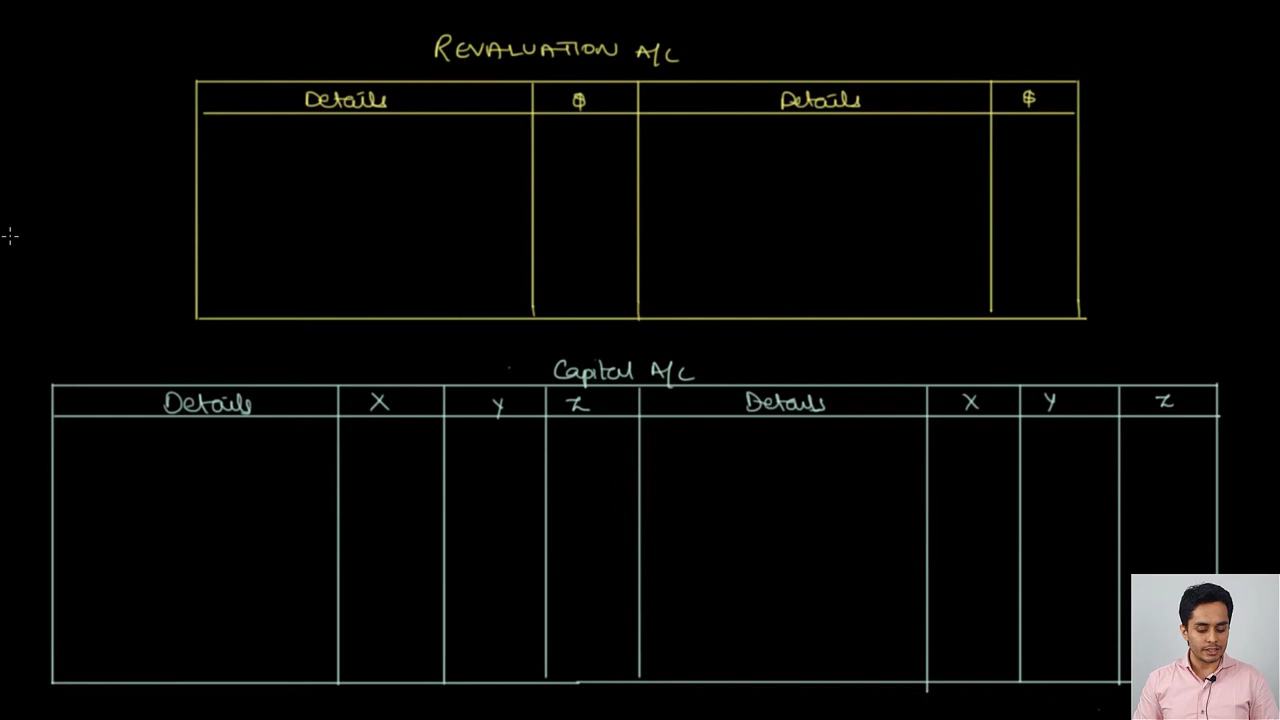 REVALUATION A/C
Details $ Details $
Capital A/C
Details X Y Z Details X Y Z